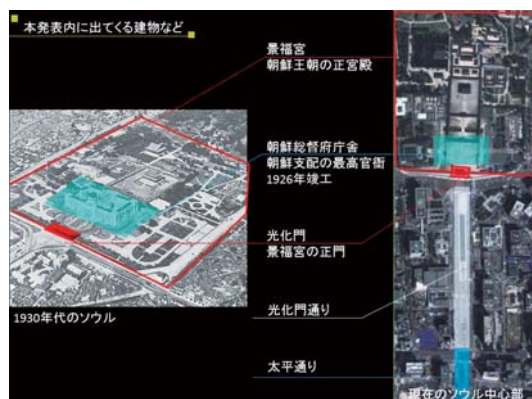 本発表内に出てくる建物など
景福宮
朝鮮王朝の正宮殿
朝鮮総督府庁舎
朝鮮支配の最高官衙
1926年竣工
光化門
景福宮の正門
光化門通り
太平通り
1930年代のソウル
現在のソウル中心部